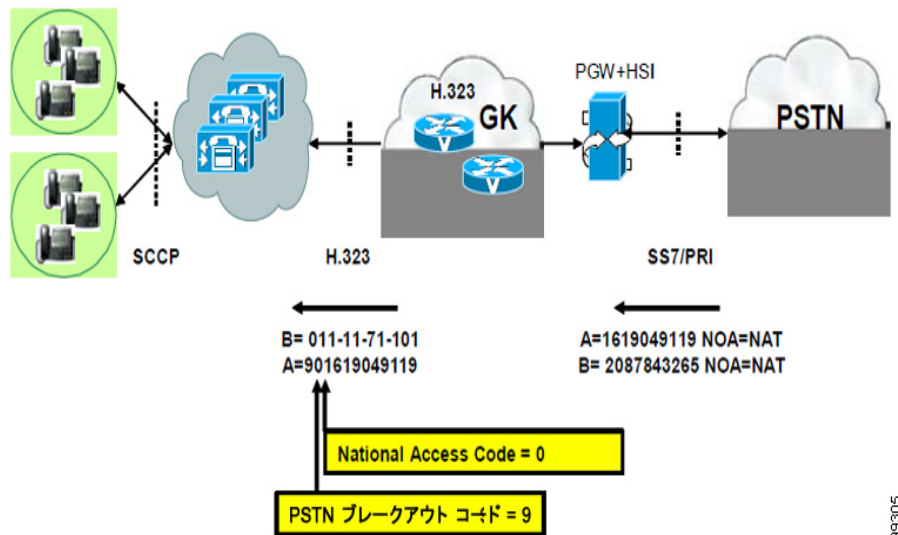 PGW+HSI
H.323
GK
PSTN
V
V
SCCP
H.323
SS7/PRI
B= 011-11-71-101
A=901619049119
A=1619049119 NOA=NAT
B= 2087843265 NOA=NAT
National Access Code = 0
PSTN ブレークアウト コード = 9